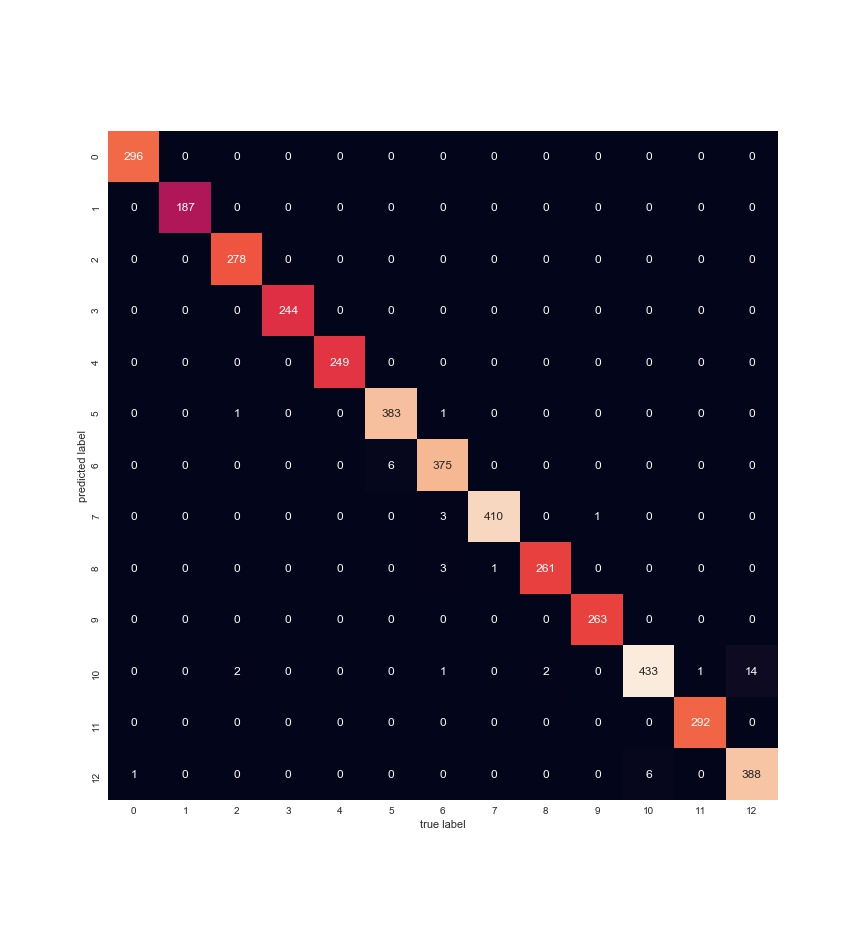 0 296 0 0 0 0 0 0 0 0 0 0 0 0
1 0 187 0 0 0 0 0 0 0 0 0 0 0
2 0 0 278 0 0 0 0 0 0 0 0 0 0
3 0 0 0 244 0 0 0 0 0 0 0 0 0
4 0 0 0 0 249 0 0 0 0 0 0 0 0
5 0 0 1 0 0 383 1 0 0 0 0 0 0
predicted label
6 0 0 0 0 0 6 375 0 0 0 0 0 0
7 0 0 0 0 0 0 3 410 0 1 0 0 0
8 0 0 0 0 0 0 3 1 261 0 0 0 0
9 0 0 0 0 0 0 0 0 0 263 0 0 0
10 0 0 2 0 0 0 1 0 2 0 433 1 14
11 0 0 0 0 0 0 0 0 0 0 0 292 0
12 1 0 0 0 0 0 0 0 0 0 6 0 388
0 1 2 3 4 5 6 7 8 9 10 11 12
true label